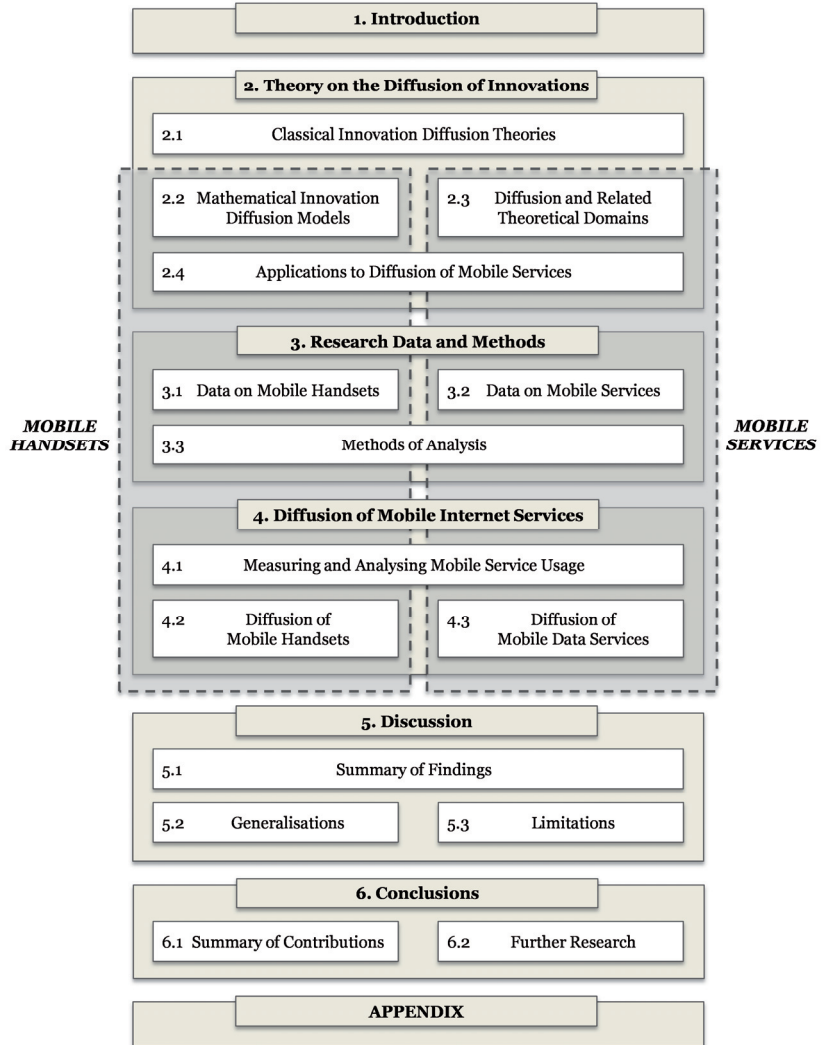 1. Introduction
2. Theory on the Diffusion of Innovations
2.1 Classical Innovation Diffusion Theories
2.2 Mathematical Innovation
Diffusion Models
2.3 Diffusion and Related
Theoretical Domains
2.4 Applications to Diffusion of Mobile Services
3. Research Data and Methods
3.1 Data on Mobile Handsets
3.2 Data on Mobile Services
MOBILE
HANDSETS
3.3 Methods of Analysis
MOBILE
SERVICES
4. Diffusion of Mobile Internet Services
4.1 Measuring and Analysing Mobile Service Usage
4.2 Diffusion of
Mobile Handsets
4.3 Diffusion of
Mobile Data Services
5. Discussion
5.1 Summary of Findings
5.2 Generalisations
5.3 Limitations
6. Conclusions
6.1 Summary of Contributions
6.2 Further Research
APPENDIX